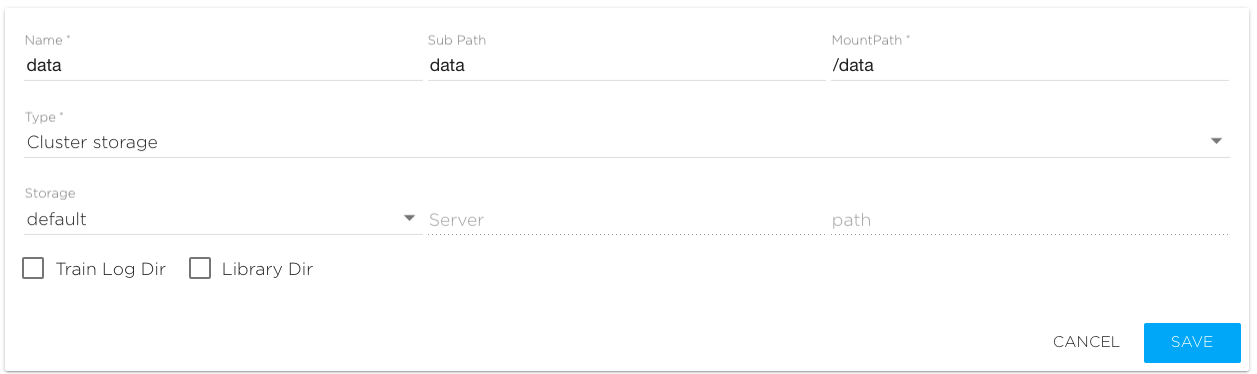 Name * Sub Path MountPath *
data data /data
Type *
Cluster storage
Storage
default Server path
Train Log Dir Library Dir
CANCEL SAVE